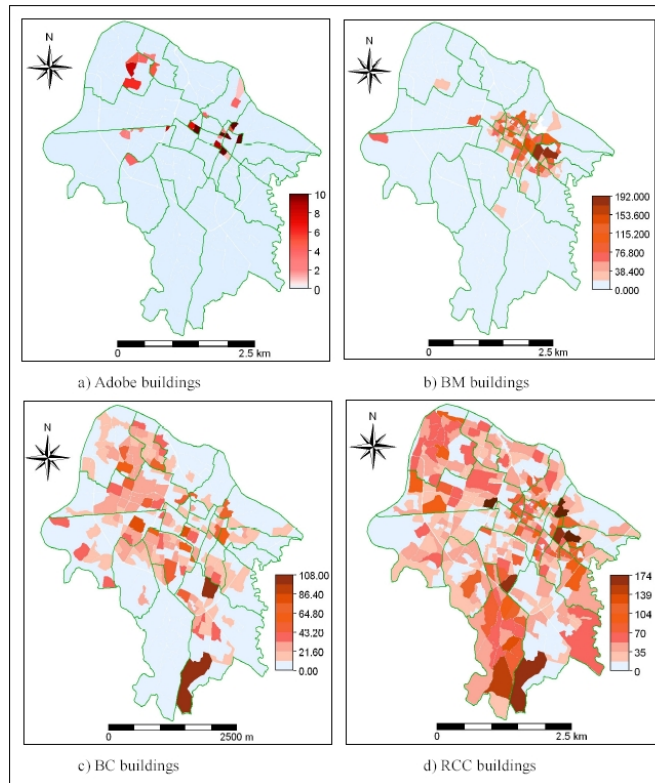 N
10
8
6
4
2
0
0
2.5 km
a) Adobe buildings
N
192.000
153.600
115.200
76.800
38.400
0.000
0
2.5 km
b) BM buildings
N
108.00
86.40
64.80
43.20
21.60
0.00
0
2500 m
c) BC buildings
N
174
139
104
70
35
0
0
2.5 km
d) RCC buildings